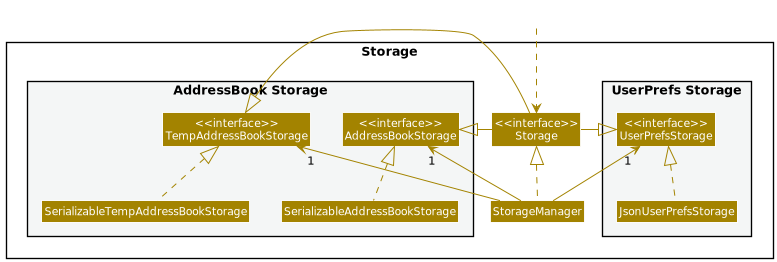 Storage
AddressBook Storage
UserPrefs Storage
<<interface>>
TempAddressBookStorage
<<interface>>
AddressBookStorage
<<interface>>
Storage
<<interface>>
UserPrefsStorage
1
1
1
SerializableTempAddressBookStorage
SerializableAddressBookStorage
StorageManager
JsonUserPrefsStorage